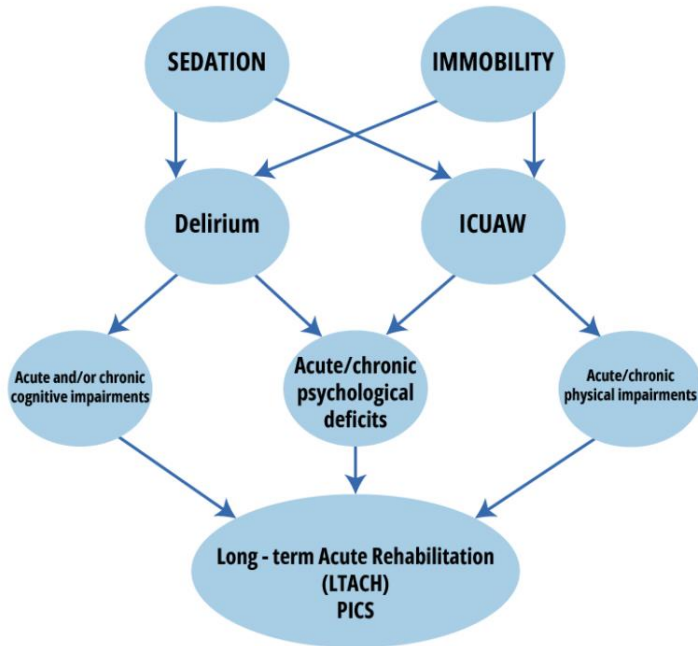 SEDATION
IMMOBILITY
Delirium
ICUAW
Acute and/or chronic
cognitive impairments
Acute/chronic
psychological
deficits
Acute/chronic
physical impairments
Long - term Acute Rehabilitation
(LTACH)
PICS